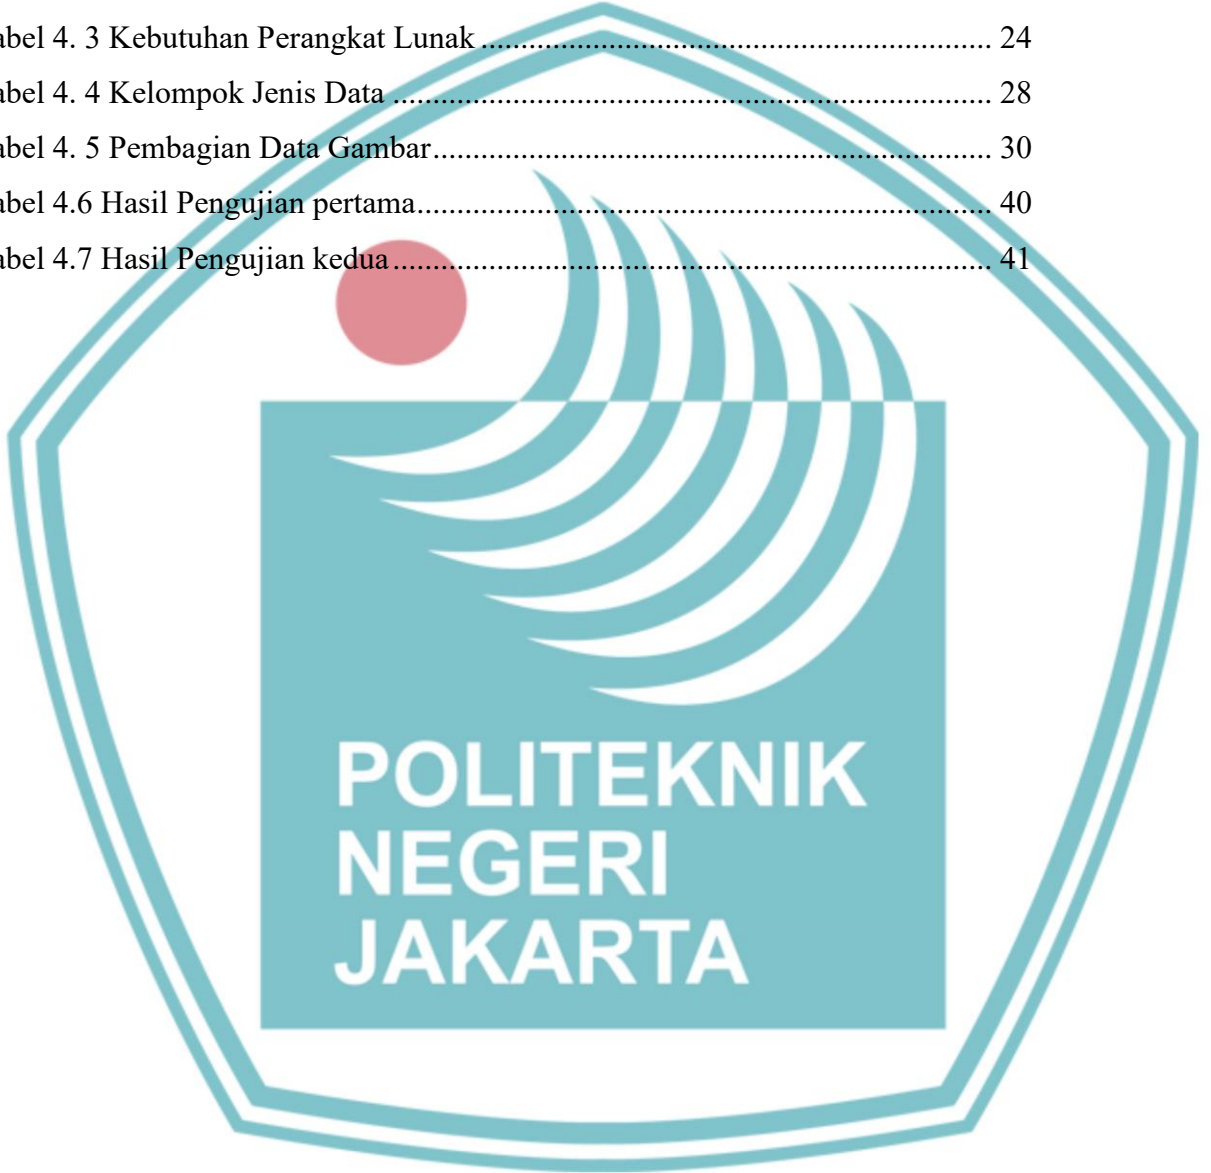 abel 4. 3 Kebutuhan Perangkat Lunak ................................................................ 24
abel 4. 4 Kelompok Jenis Data ........................................................................... 28
abel 4. 5 Pembagian Data Gambar...................................................................... 30
abel 4.6 Hasil Pengujian pertama........................................................................ 40
abel 4.7 Hasil Pengujian kedua ........................................................................... 41
POLITEKNIK
NEGERI
JAKARTA